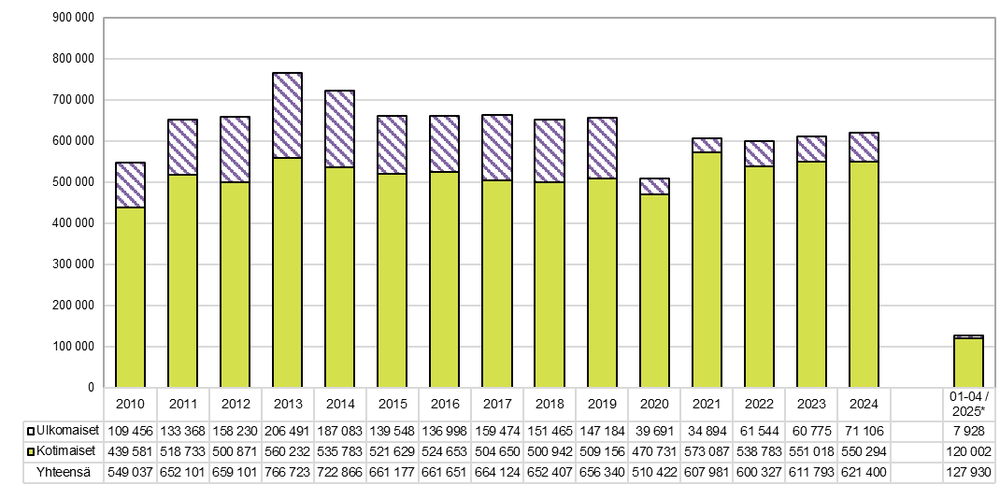 900 000
800 000
700 000
600 000
500 000
400 000
300 000
200 000
100 000
0
2010 2011 2012 2013 2014 2015 2016 2017 2018 2019 2020 2021 2022 2023 2024 01-04 /
2025*
Ulkomaiset 109 456 133 368 158 230 206 491 187 083 139 548 136 998 159 474 151 465 147 184 39 691 34 894 61 544 60 775 71 106 7 928
Kotimaiset 439 581 518 733 500 871 560 232 535 783 521 629 524 653 504 650 500 942 509 156 470 731 573 087 538 783 551 018 550 294 120 002
Yhteensä 549 037 652 101 659 101 766 723 722 866 661 177 661 651 664 124 652 407 656 340 510 422 607 981 600 327 611 793 621 400 127 930